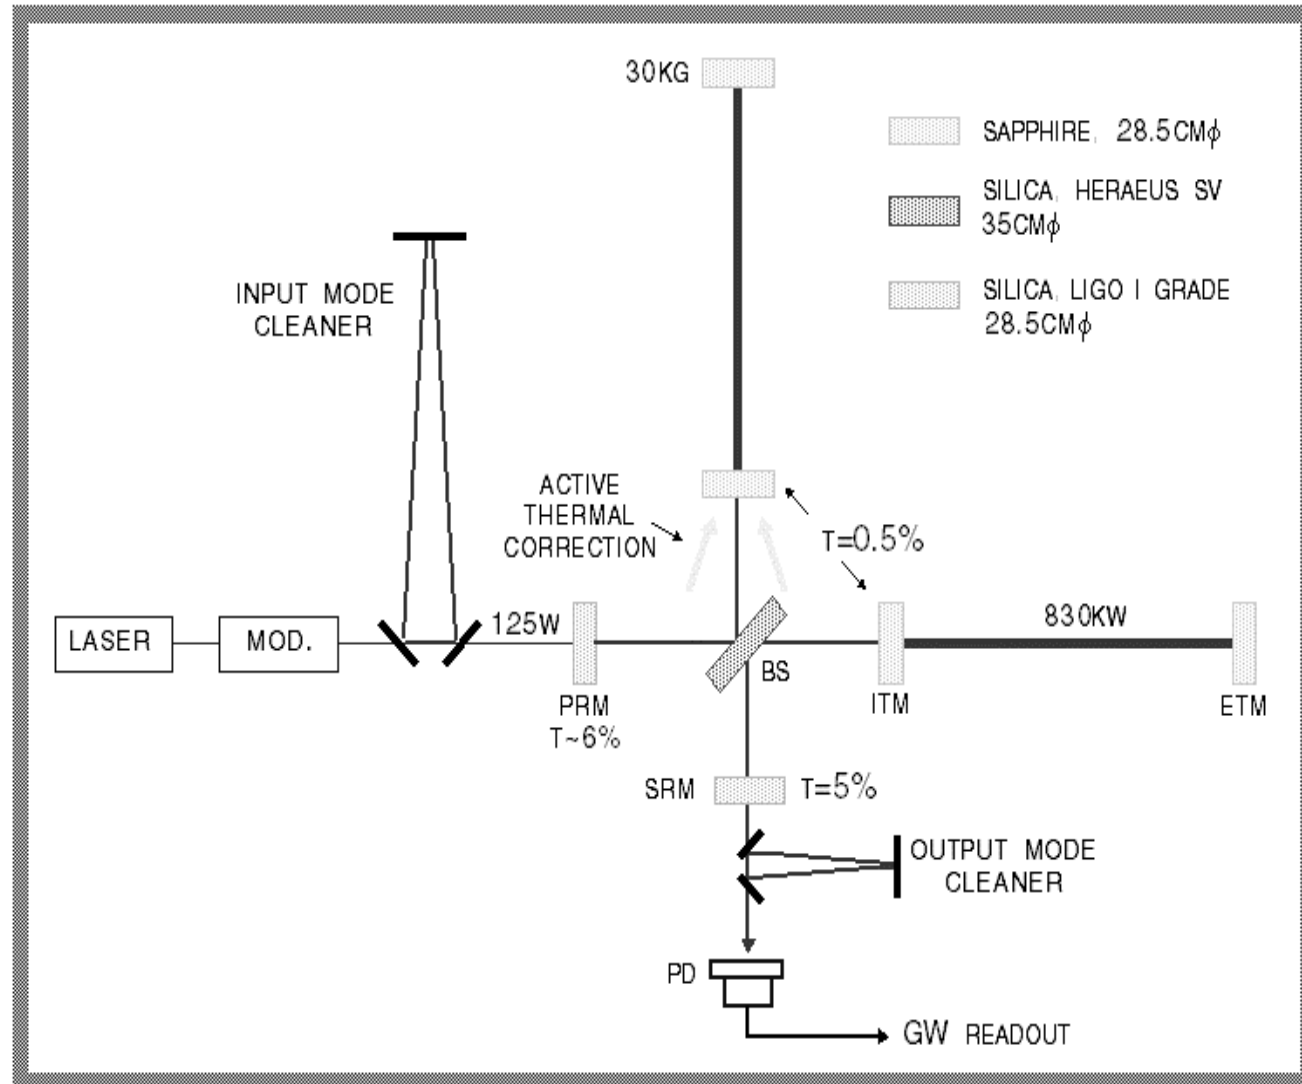 30KG
SAPPHIRE, 28.5CMϕ
SILICA, HERAEUS SV
35CMϕ
SILICA, LIGO I GRADE
28.5CMϕ
INPUT MODE
CLEANER
ACTIVE
THERMAL
CORRECTION
T=0.5%
LASER
MOD.
125W
830KW
BS
PRM
T~6%
ITM
ETM
SRM
T=5%
OUTPUT MODE
CLEANER
PD
GW READOUT